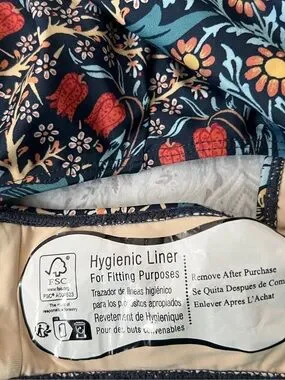 Hygienic Liner
For Fitting Purposes
Trazador de líneas higiénico
para los propósitos apropiados
Revetement de Hygienique
Pour des buts convenables
Remove After Purchase
Se Quita Despues de Com
Enlever Apres L'Achat
FSC
www.fsc.org
FSC®
The mark of
responsible forestry